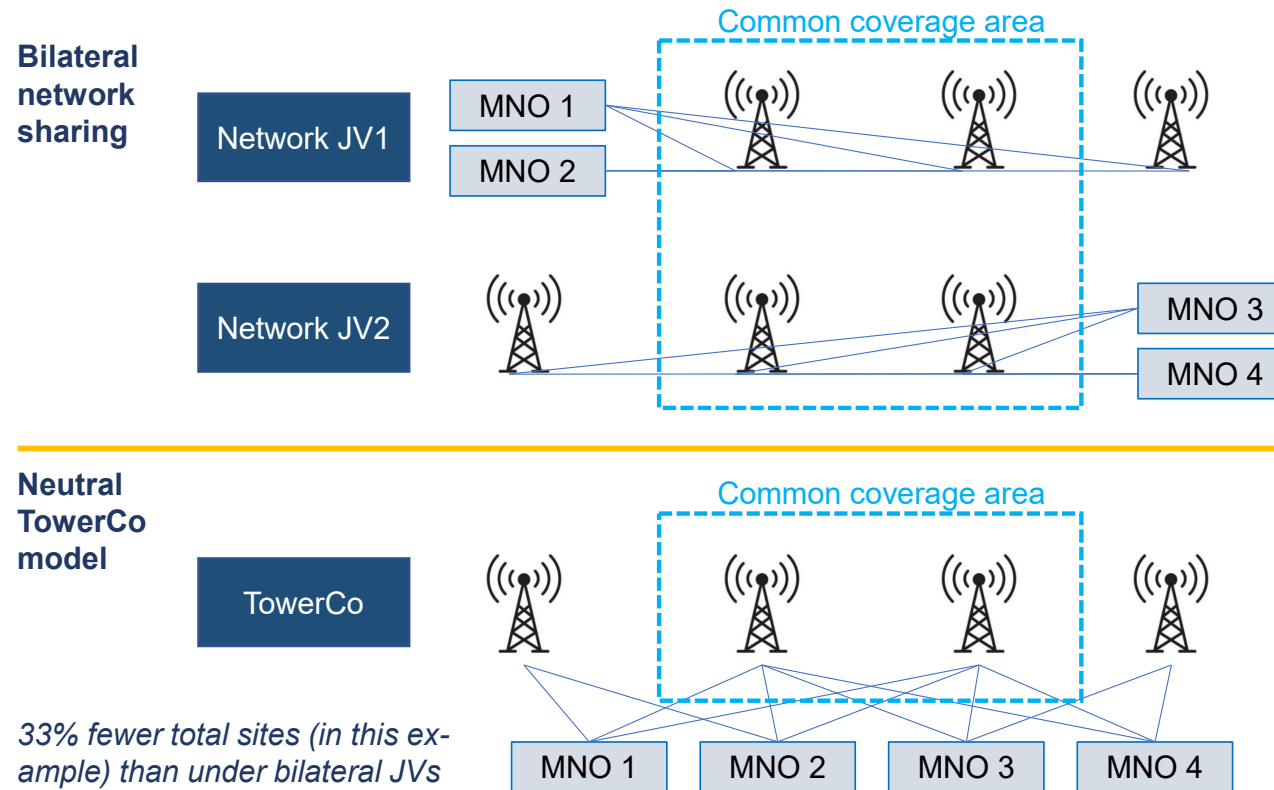 Common coverage area
Bilateral
network
sharing
Network JV1
MNO 1
MNO 2
Network JV2
MNO 3
MNO 4
Neutral
TowerCo
model
Common coverage area
TowerCo
33% fewer total sites (in this ex-
ample) than under bilateral JVs
MNO 1
MNO 2
MNO 3
MNO 4